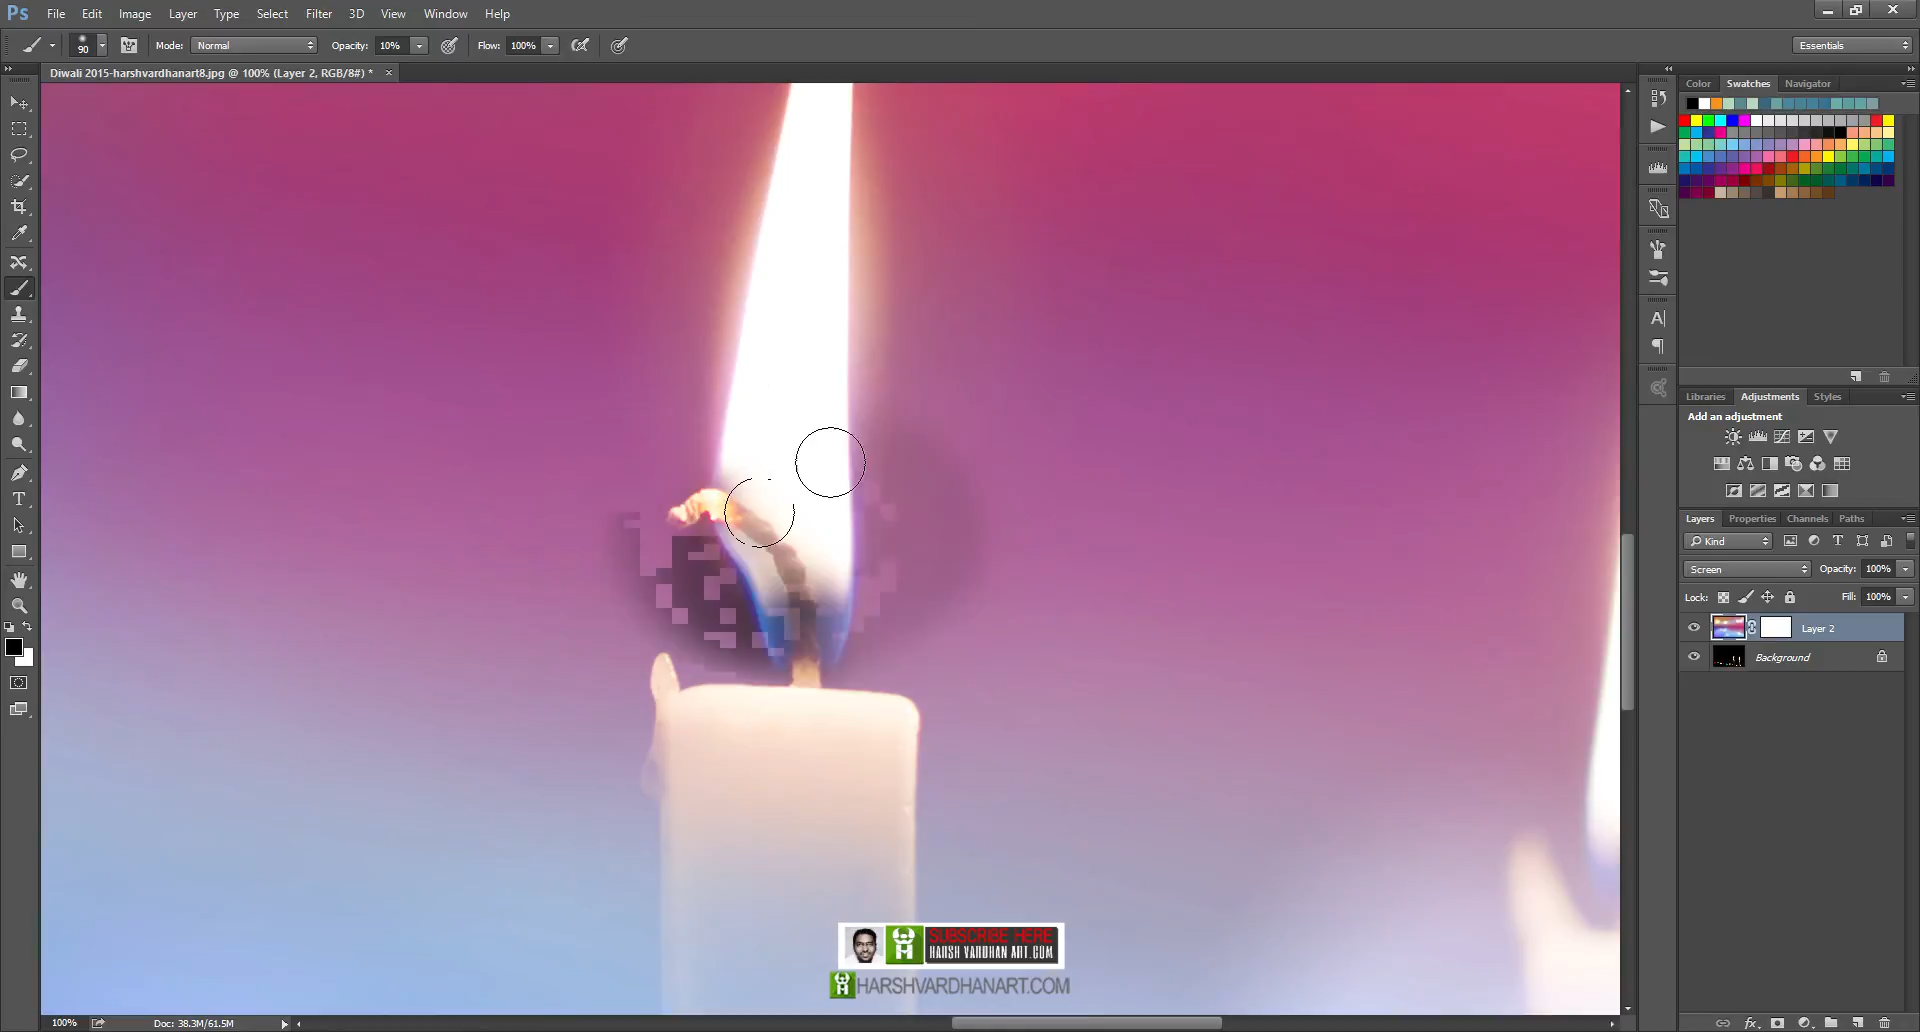 Ps File Edit Image Layer Type Select Filter 3D View Window Help
90 Mode: Normal Opacity: 10% Flow: 100% Essentials
Diwali 2015-harshvardhanart8.jpg @ 100% (Layer 2, RGB/8#) * ×
Color Swatches Navigator
Libraries Adjustments Styles
Add an adjustment
Layers Properties Channels Paths
Kind
Screen Opacity: 100%
Lock: Fill: 100%
Layer 2
Background
SUBSCRIBE HERE
HARSH VARDHAN ART.COM
HARSHVARDHANART.COM
100% Doc: 38.3M/61.5M